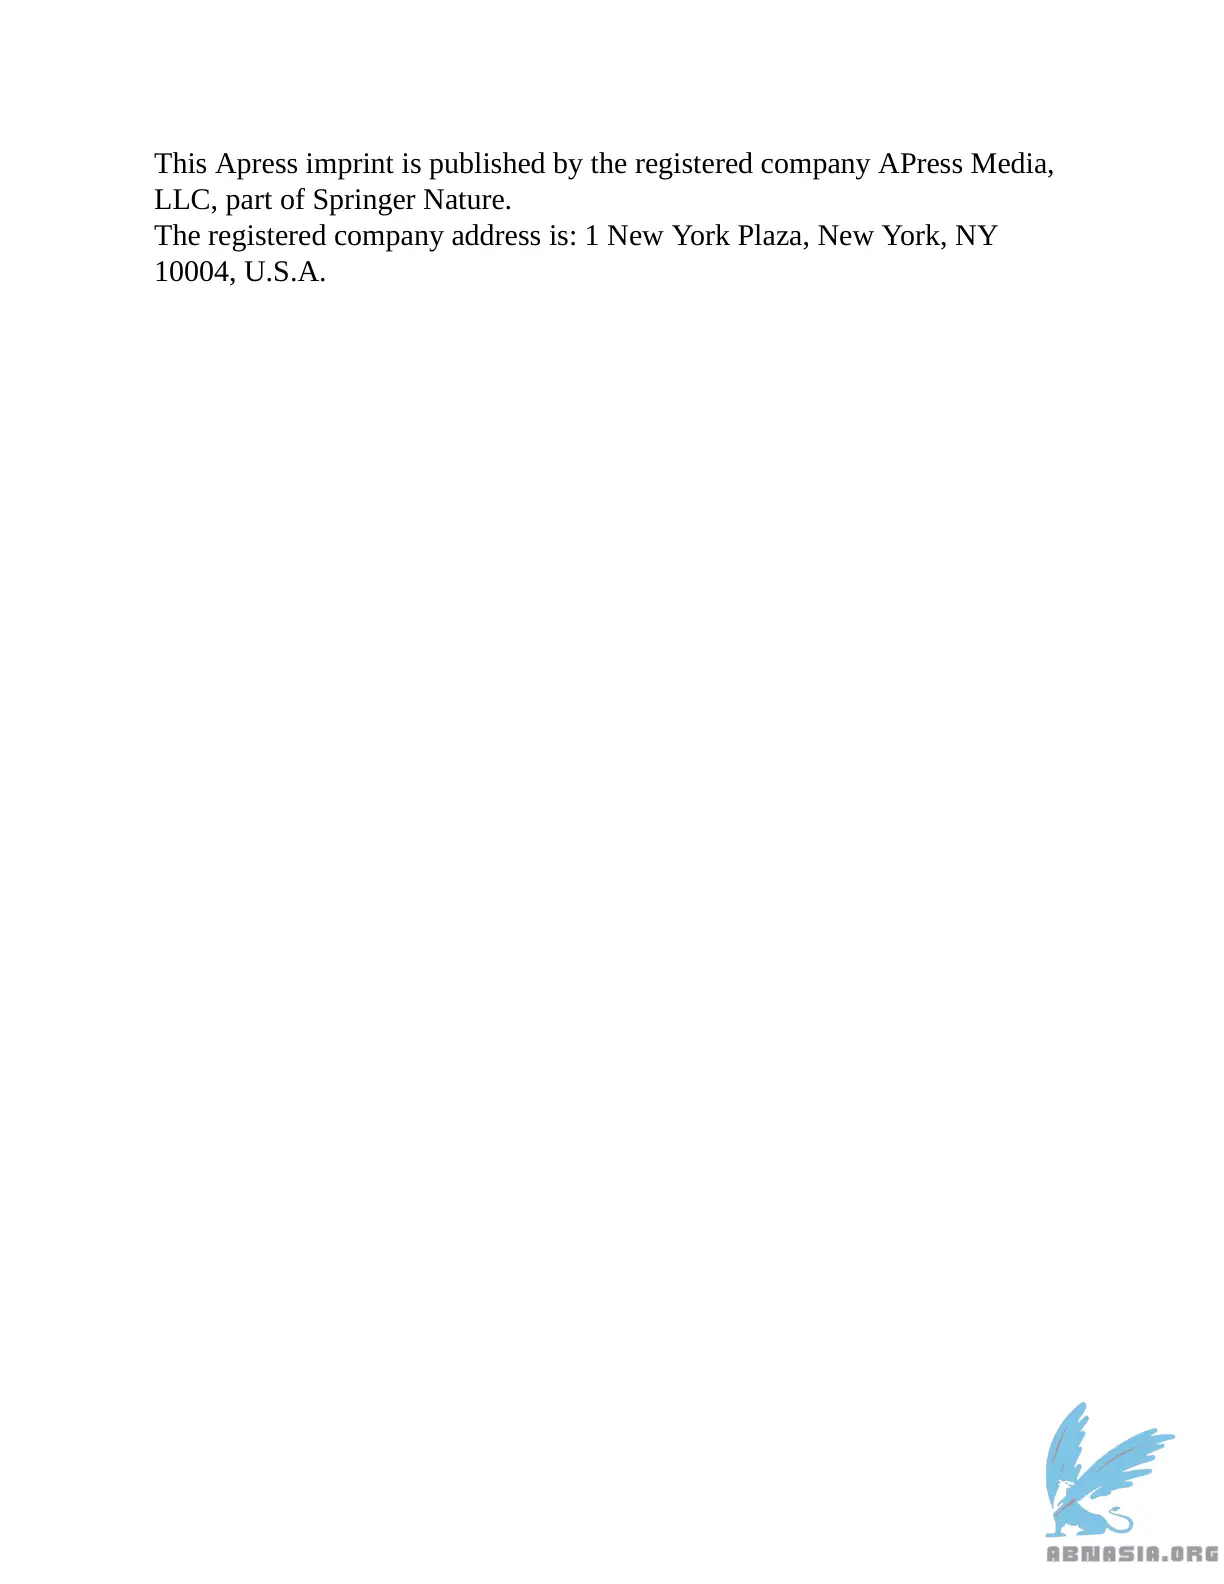 This Apress imprint is published by the registered company APress Media,
LLC, part of Springer Nature.
The registered company address is: 1 New York Plaza, New York, NY
10004, U.S.A.
ABNASIA.ORG